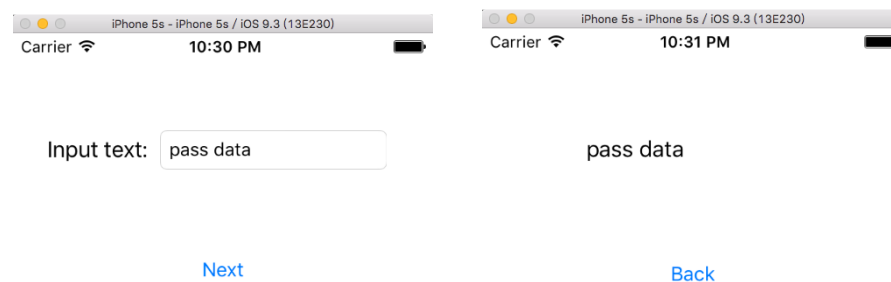 iPhone 5s - iPhone 5s / iOS 9.3 (13E230)
Carrier 10:30 PM
Input text: pass data
Next
iPhone 5s - iPhone 5s / iOS 9.3 (13E230)
Carrier 10:31 PM
pass data
Back